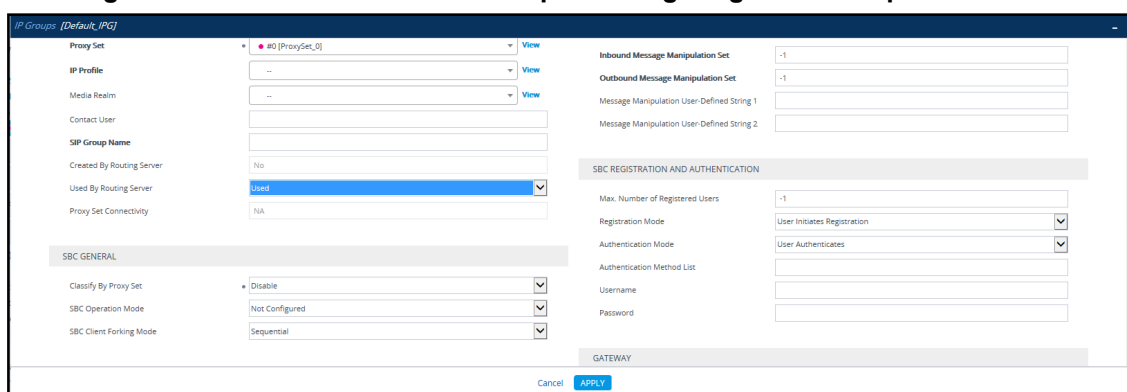 IP Groups [Default_IPG]
–
Proxy Set
#0 [ProxySet_0]
View
IP Profile
--
View
Media Realm
--
View
Contact User
SIP Group Name
Created By Routing Server
No
Used By Routing Server
Used
Proxy Set Connectivity
NA
SBC GENERAL
Classify By Proxy Set
Disable
SBC Operation Mode
Not Configured
SBC Client Forking Mode
Sequential
Inbound Message Manipulation Set
-1
Outbound Message Manipulation Set
-1
Message Manipulation User-Defined String 1
Message Manipulation User-Defined String 2
SBC REGISTRATION AND AUTHENTICATION
Max. Number of Registered Users
-1
Registration Mode
User Initiates Registration
Authentication Mode
User Authenticates
Authentication Method List
Username
Password
GATEWAY
Cancel
APPLY